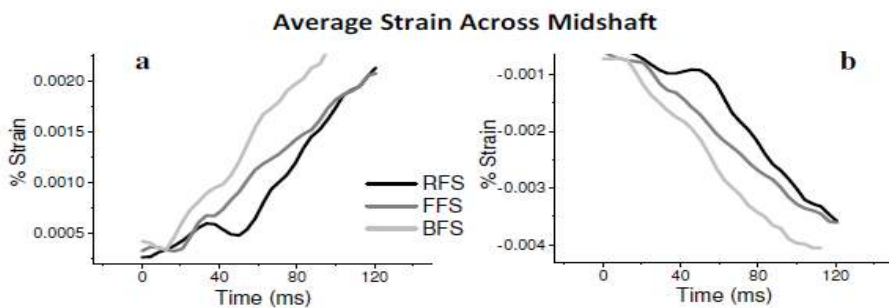 Average Strain Across Midshaft
a
0.0020
0.0015
0.0010
0.0005
% Strain
0
40
80
120
Time (ms)
RFS
FFS
BFS
b
-0.001
-0.002
-0.003
-0.004
% Strain
0
40
80
120
Time (ms)